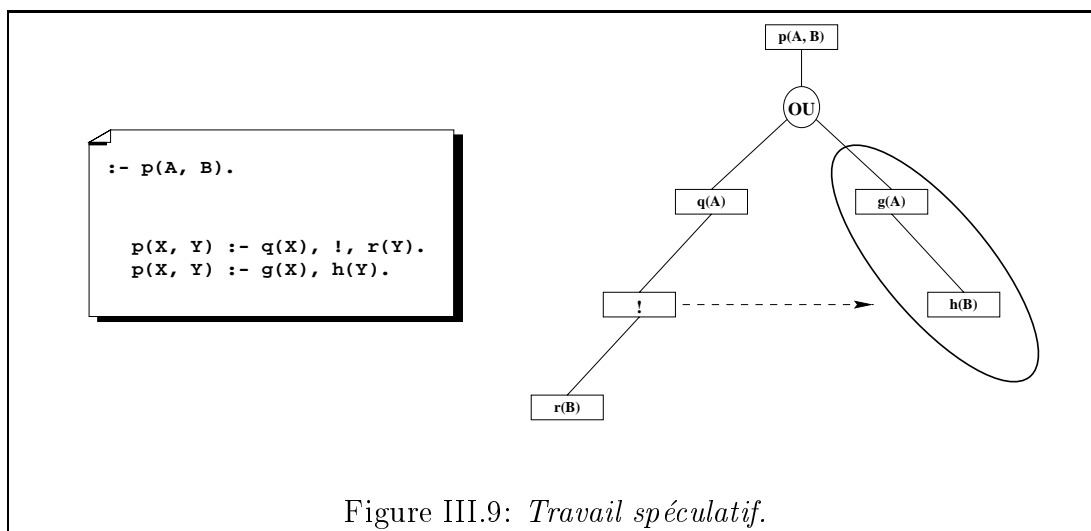 :- p(A, B).
p(X, Y) :- q(X), !, r(Y).
p(X, Y) :- g(X), h(Y).
p(A, B)
OU
q(A)
g(A)
!
h(B)
r(B)
Figure III.9: Travail spéculatif.